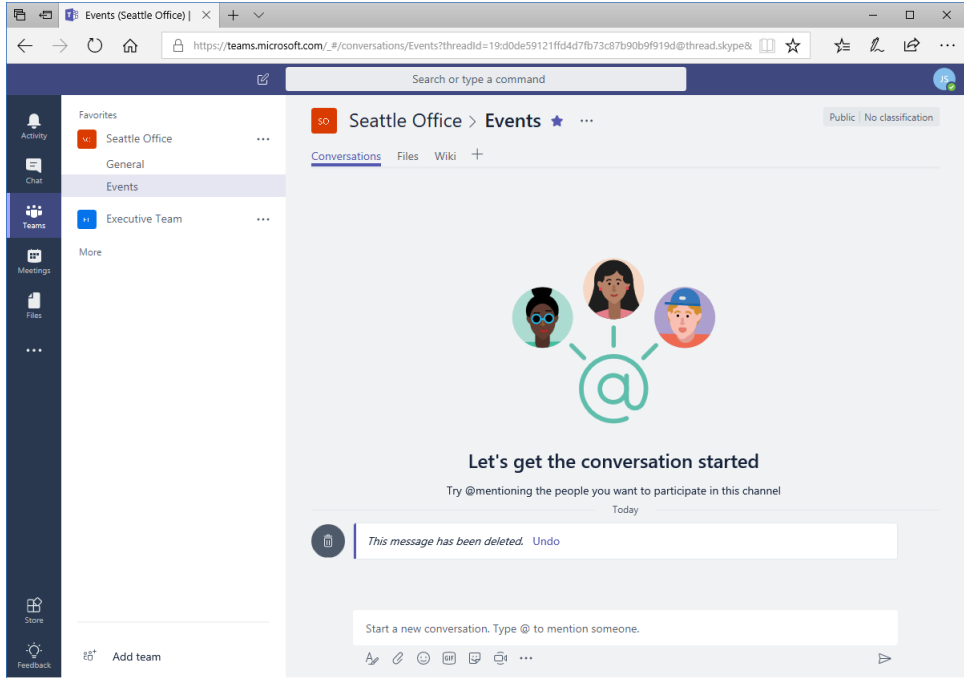 Events (Seattle Office) |
https://teams.microsoft.com/_#/conversations/Events?threadId=19:d0de59121ffd4d7fb73c87b90b9f919d@thread.skype&
Search or type a command
JS
Activity
Chat
Teams
Meetings
Files
Store
Feedback
Favorites
Seattle Office
General
Events
Executive Team
More
Add team
SO
Seattle Office > Events
Public | No classification
Conversations Files Wiki
Let's get the conversation started
Try @mentioning the people you want to participate in this channel
Today
This message has been deleted. Undo
Start a new conversation. Type @ to mention someone.
GIF